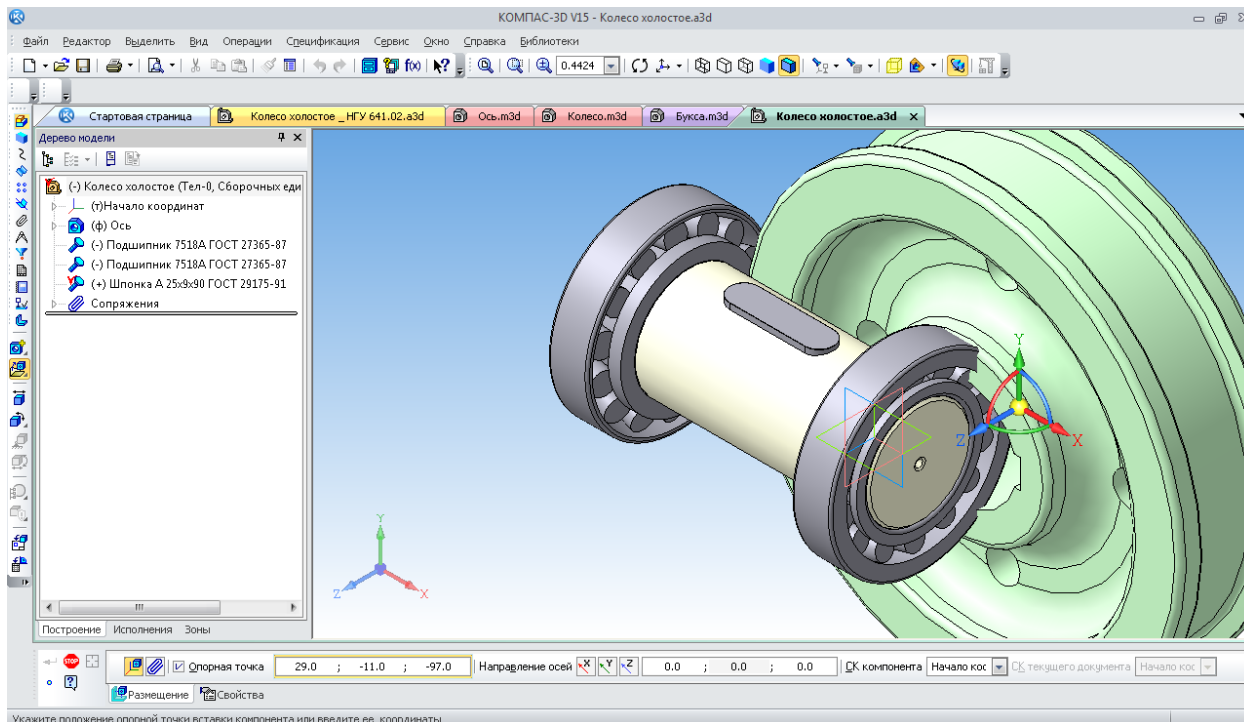 КОМПАС-3D V15 - Колесо холостое.a3d
Файл Редактор Выделить Вид Операции Спецификация Сервис Окно Справка Библиотеки
0.4424 f(x)
Стартовая страница Колесо холостое _НГУ 641.02.a3d Ось.m3d Колесо.m3d Букса.m3d Колесо холостое.a3d
Дерево модели
(-) Колесо холостое (Тел-0, Сборочных еди
(т)Начало координат
(ф) Ось
(-) Подшипник 7518А ГОСТ 27365-87
(-) Подшипник 7518А ГОСТ 27365-87
(+) Шпонка А 25х9х90 ГОСТ 29175-91
Сопряжения
Y
Z
X
Y
Z
X
Построение Исполнения Зоны
STOP Опорная точка 29.0 ; -11.0 ; -97.0 Направление осей X Y Z 0.0 ; 0.0 ; 0.0 СК компонента Начало коо СК текущего документа Начало коо
Размещение Свойства
Укажите положение опорной точки вставки компонента или введите ее координаты